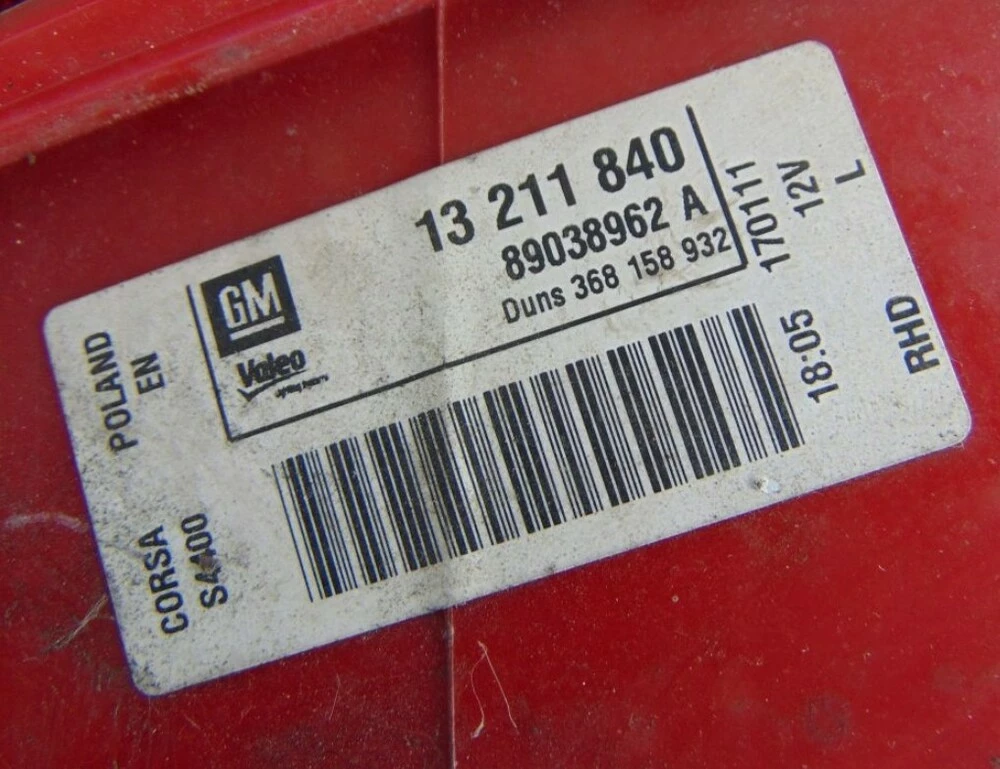 13 211 840
89038962 A
Duns 368 158 932
GM
Valeo
POLAND
EN
CORSA
S4400
170111
12V
L
18:05
RHD